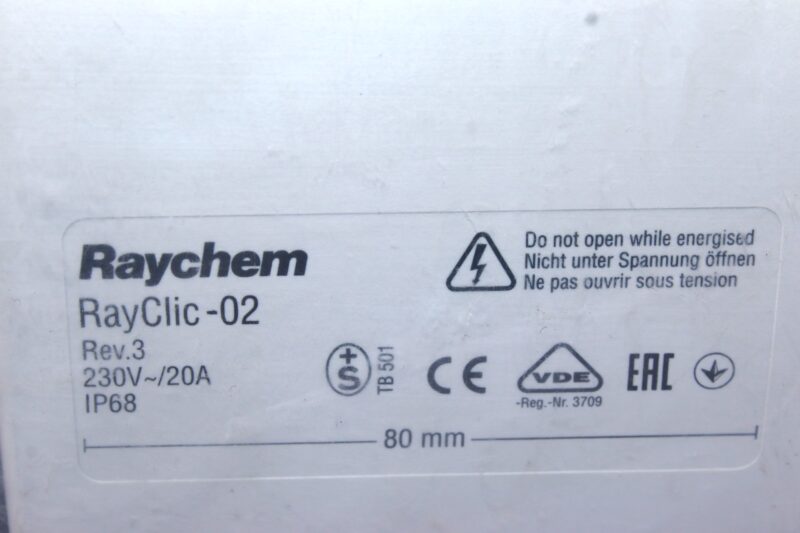 Raychem
RayClic-02
Rev.3
230V~/20A
IP68
Do not open while energised
Nicht unter Spannung öffnen
Ne pas ouvrir sous tension
+S
TB 501
CE
VDE
-Reg.-Nr. 3709
EAC
80 mm